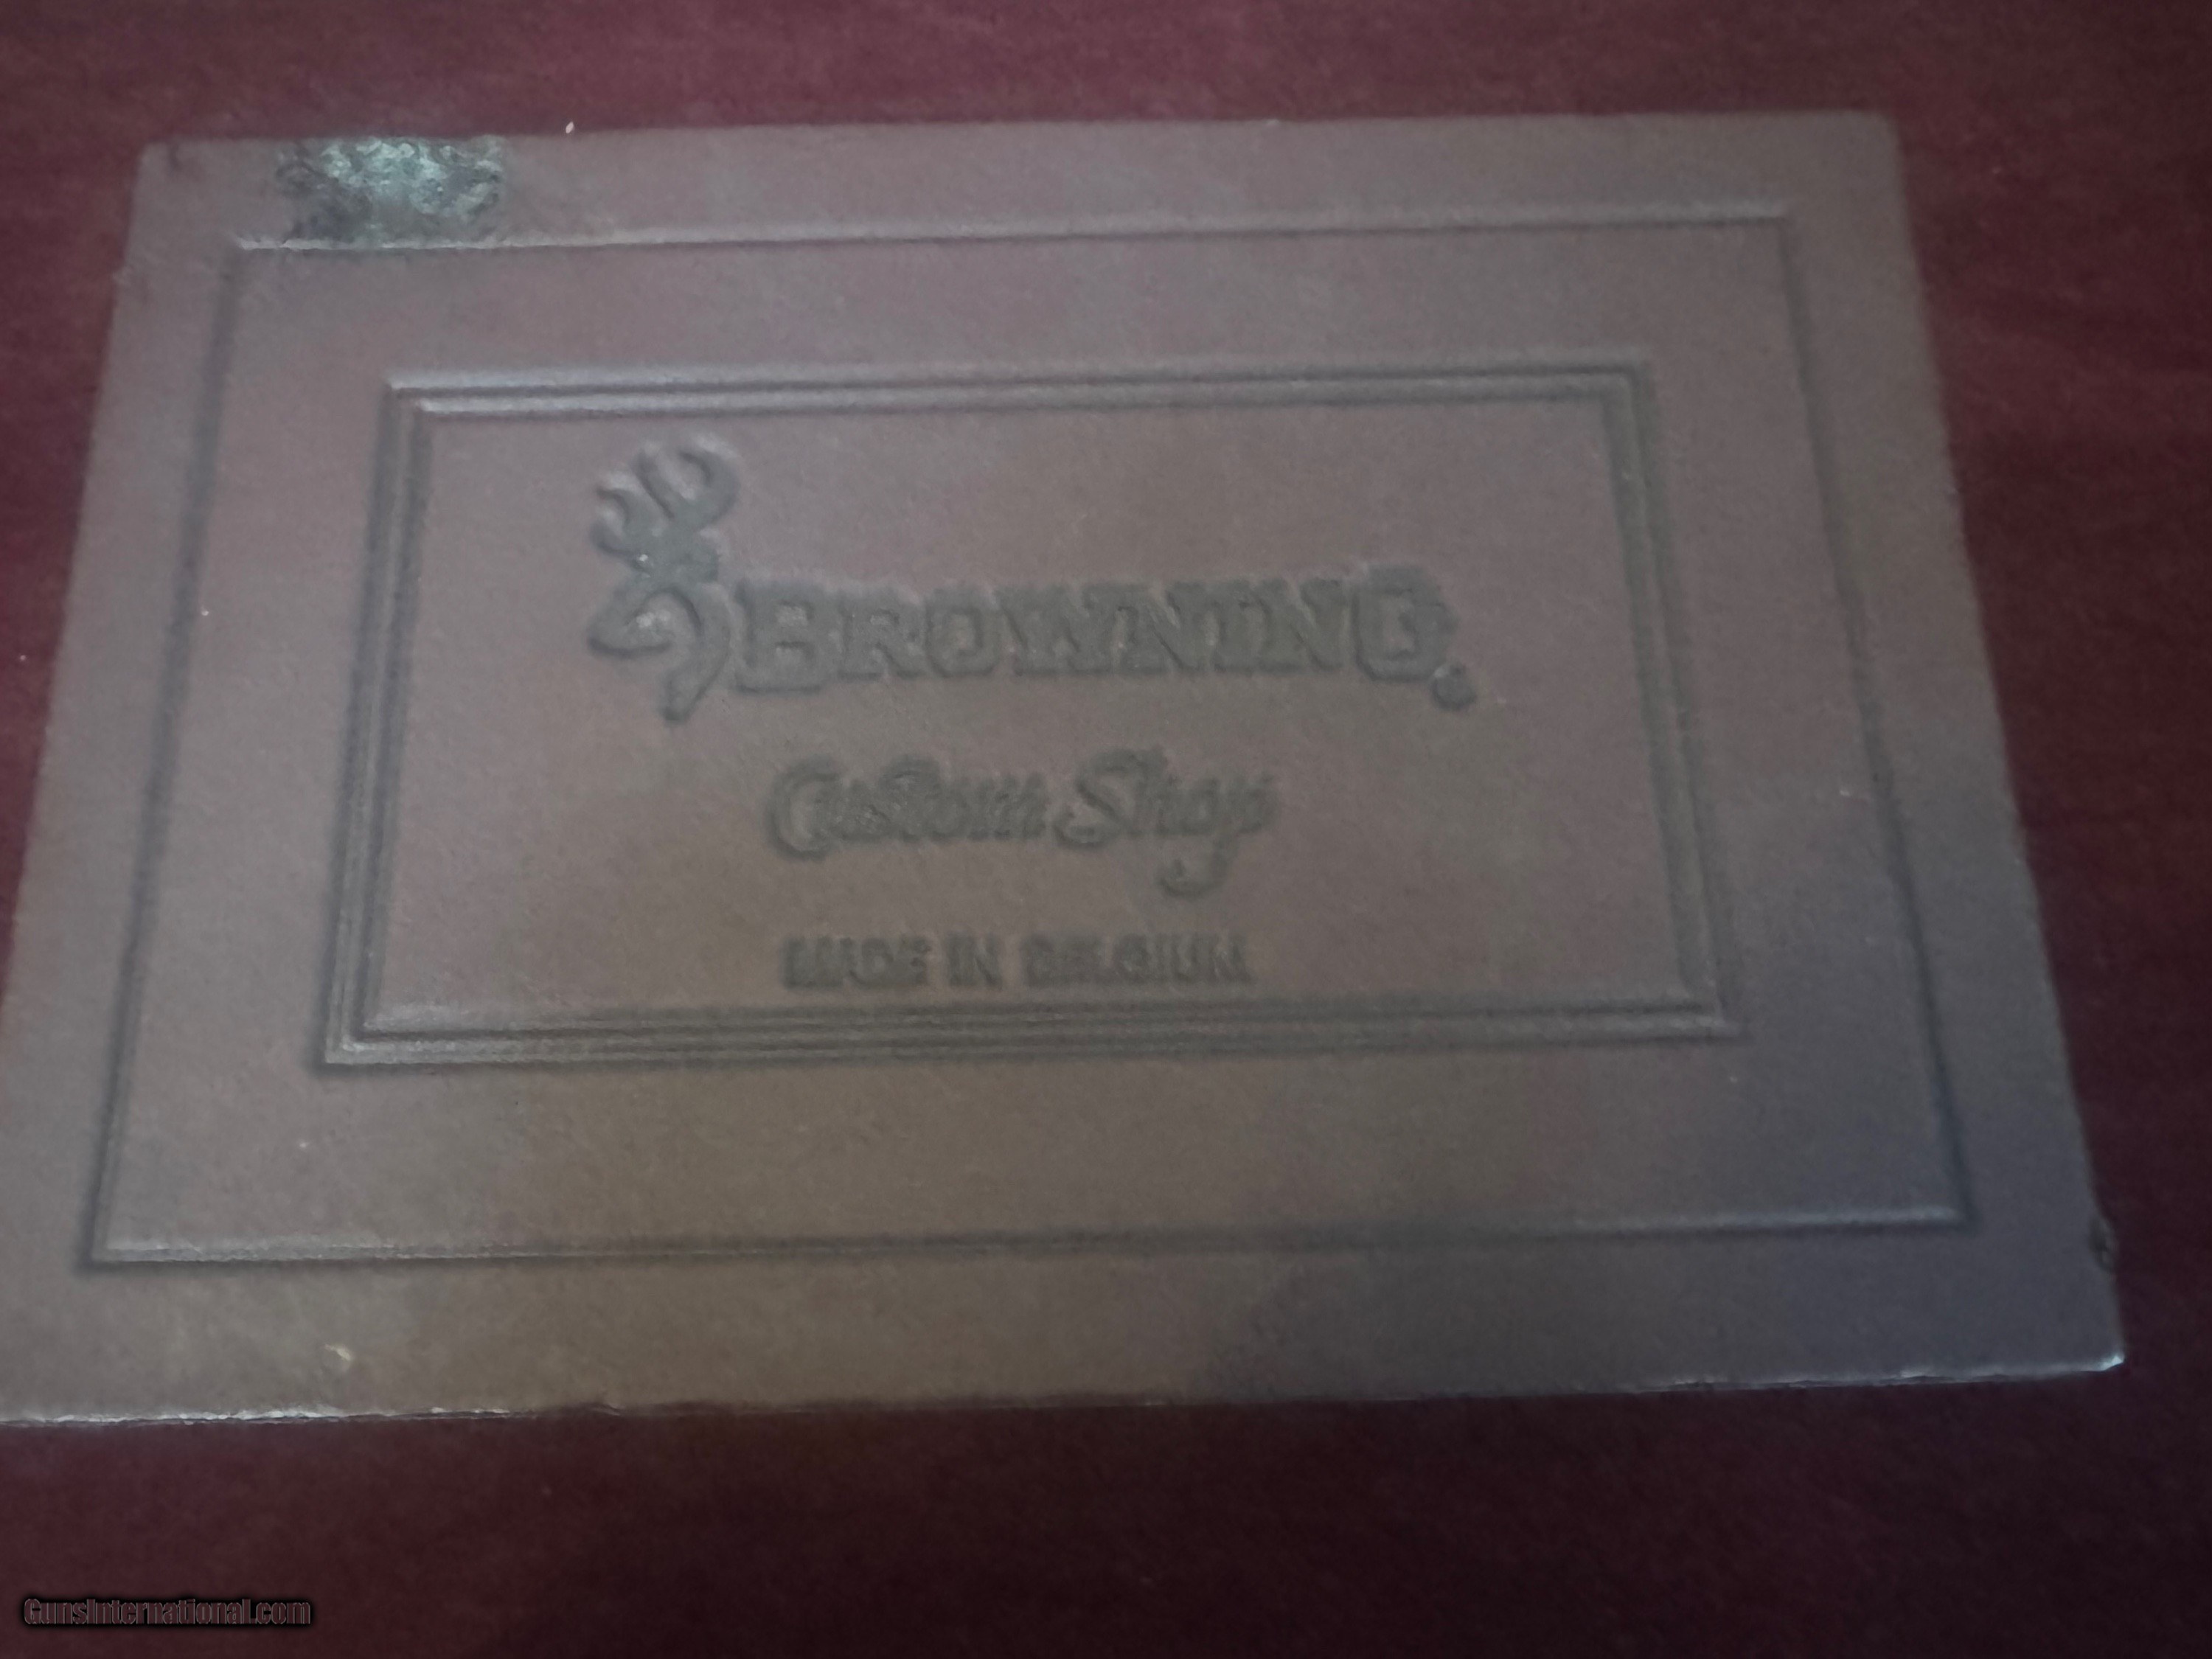 BROWNING.
Custom Shop
MADE IN BELGIUM
GunsInternational.com